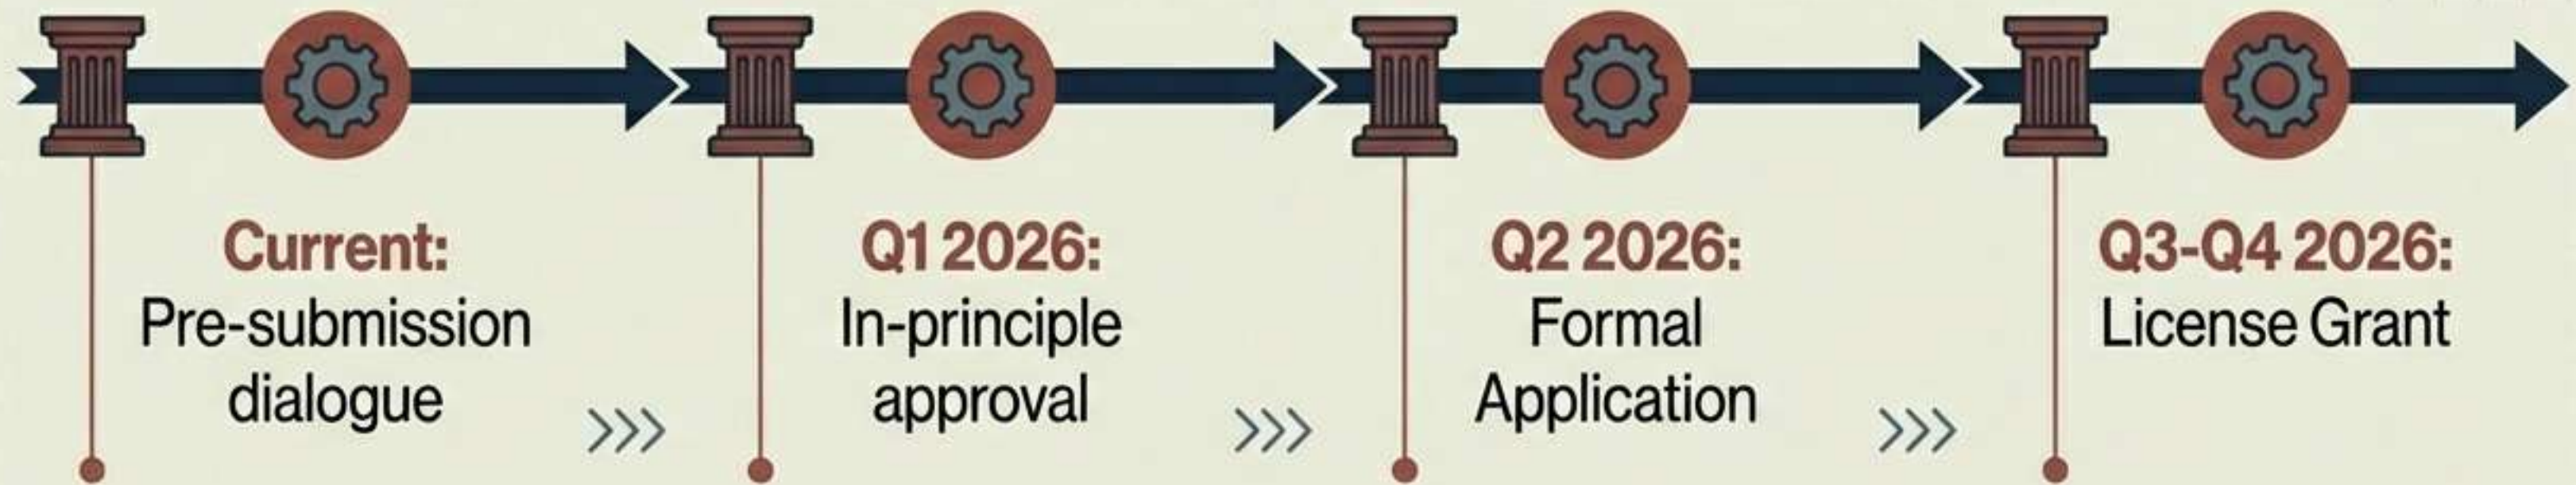 Current:
Pre-submission
dialogue
Q1 2026:
In-principle
approval
Q2 2026:
Formal
Application
Q3-Q4 2026:
License Grant